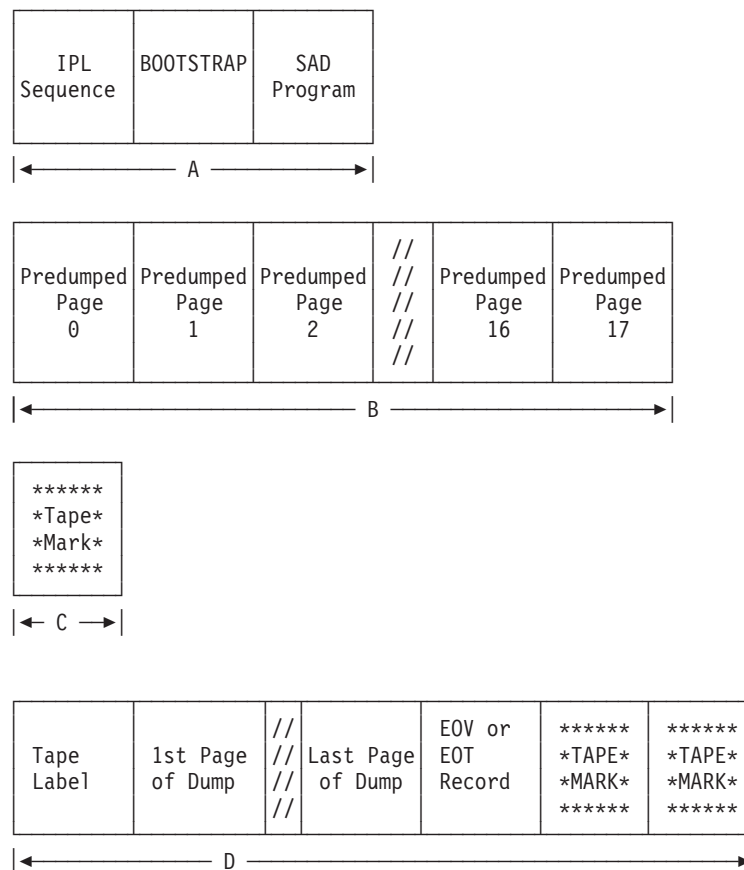 IPL BOOTSTRAP SAD
Sequence Program
A
//
Predumped Predumped Predumped // Predumped Predumped
Page Page Page // Page Page
0 1 2 // 16 17
//
B
******
*Tape*
*Mark*
******
C
// EOV or ****** ******
Tape 1st Page // Last Page EOT *TAPE* *TAPE*
Label of Dump // of Dump Record *MARK* *MARK*
// ****** ******
D